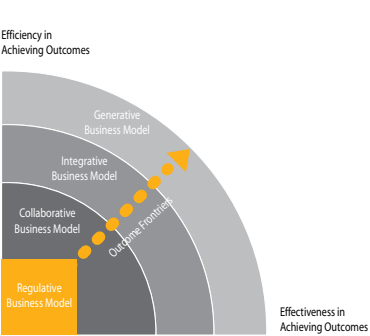 Efficiency in
Achieving Outcomes
Generative
Business Model
Integrative
Business Model
Collaborative
Business Model
Outcome Frontriers
Regulative
Business Model
Effectiveness in
Achieving Outcomes